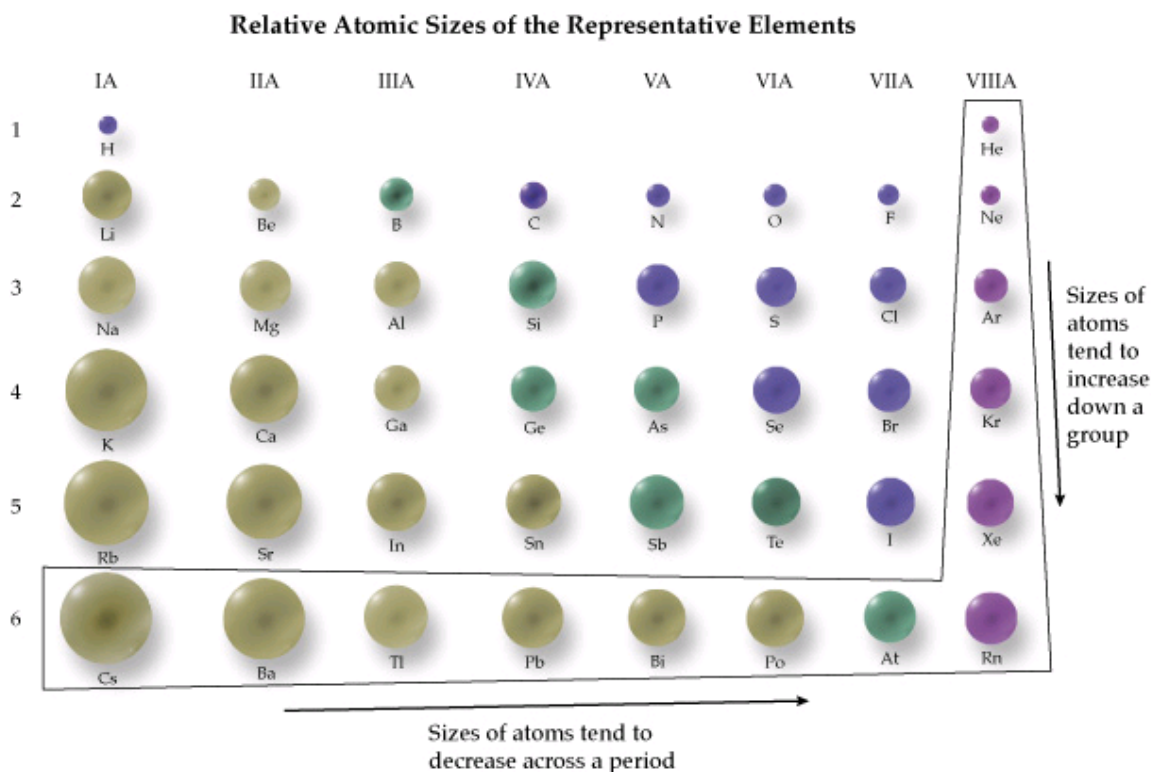 Relative Atomic Sizes of the Representative Elements
IA IIA IIIA IVA VA VIA VIIA VIIIA
1
H He
2
Li Be B C N O F Ne
3
Na Mg Al Si P S Cl Ar
4
K Ca Ga Ge As Se Br Kr
5
Rb Sr In Sn Sb Te I Xe
6
Cs Ba Tl Pb Bi Po At Rn
Sizes of
atoms
tend to
increase
down a
group
Sizes of atoms tend to
decrease across a period